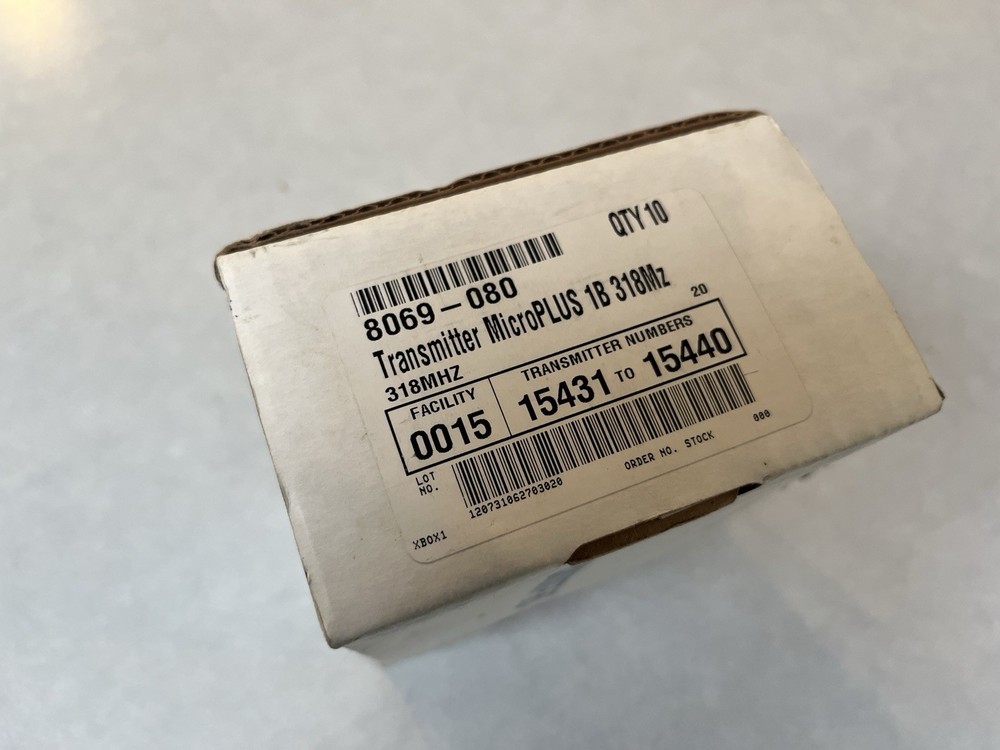 QTY 10
8069-080
Transmitter MicroPLUS 1B 318Mz
318MHZ
20
FACILITY
TRANSMITTER NUMBERS
0015
15431 TO 15440
LOT
NO.
120731062703020
ORDER NO. STOCK
000
XBOX1